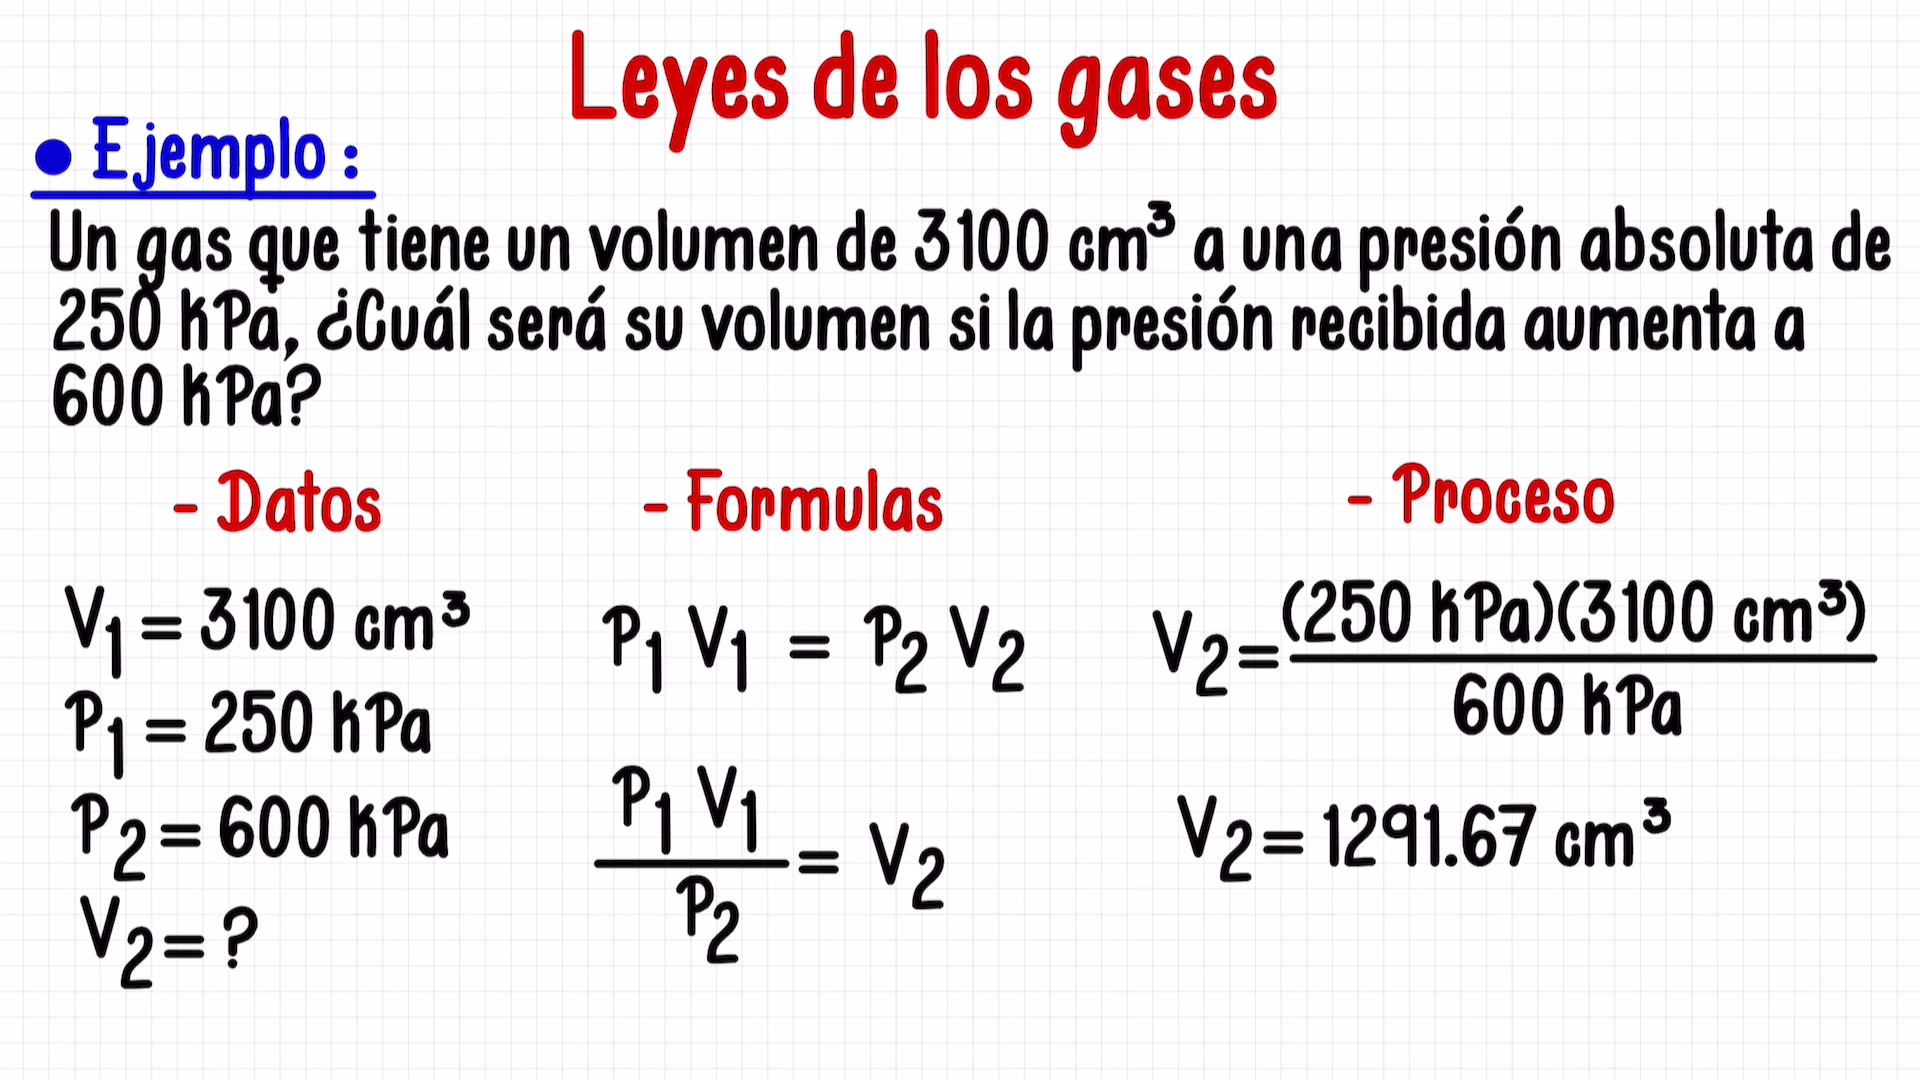 Leyes de los gases
• Ejemplo :
Un gas que tiene un volumen de 3100 cm³ a una presión absoluta de
250 kPa, ¿Cuál será su volumen si la presión recibida aumenta a
600 kPa?
- Datos
V₁ = 3100 cm³
P₁ = 250 kPa
P₂ = 600 kPa
V₂ = ?
- Formulas
P₁ V₁ = P₂ V₂
P₁ V₁
= V₂
P₂
- Proceso
(250 kPa)(3100 cm³)
V₂ =
600 kPa
V₂ = 1291.67 cm³